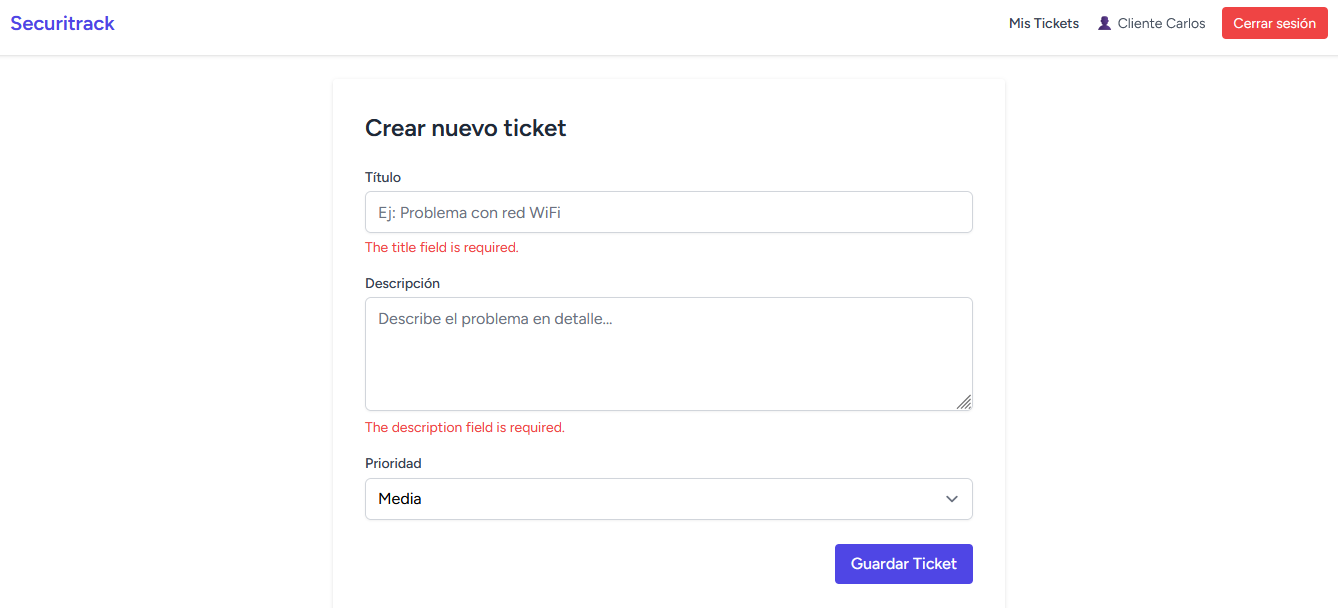 Securitrack
Mis Tickets
Cliente Carlos
Cerrar sesión
Crear nuevo ticket
Título
Ej: Problema con red WiFi
The title field is required.
Descripción
Describe el problema en detalle...
The description field is required.
Prioridad
Media
Guardar Ticket